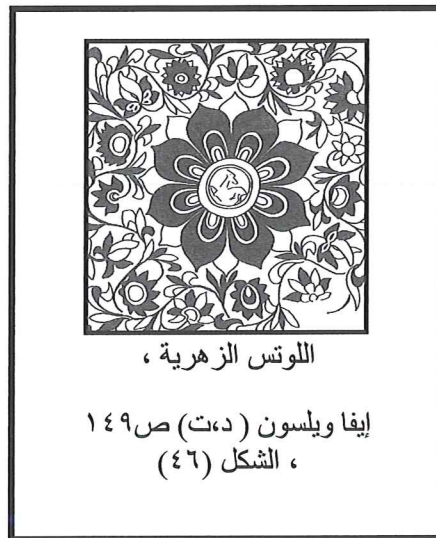 اللوتس الزهرية ،
إيفا ويلسون ( د،ت) ص١٤٩
، الشكل (٤٦)